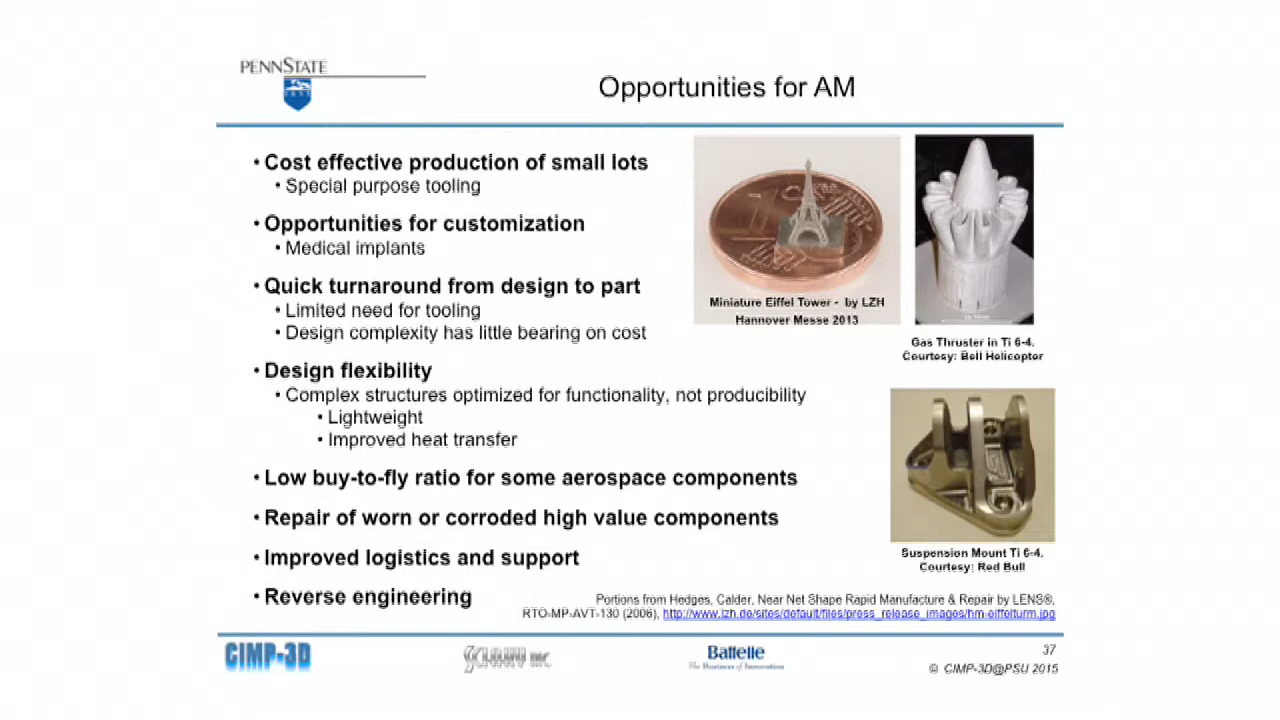 PENNSTATE
Opportunities for AM
• Cost effective production of small lots
• Special purpose tooling
• Opportunities for customization
• Medical implants
• Quick turnaround from design to part
• Limited need for tooling
• Design complexity has little bearing on cost
• Design flexibility
• Complex structures optimized for functionality, not producibility
• Lightweight
• Improved heat transfer
• Low buy-to-fly ratio for some aerospace components
• Repair of worn or corroded high value components
• Improved logistics and support
• Reverse engineering
Miniature Eiffel Tower - by LZH
Hannover Messe 2013
Gas Thruster in Ti 6-4.
Courtesy: Bell Helicopter
Suspension Mount Ti 6-4.
Courtesy: Red Bull
Portions from Hedges, Calder, Near Net Shape Rapid Manufacture & Repair by LENS®,
RTO-MP-AVT-130 (2006), http://www.lzh.de/sites/default/files/press_release_images/hm-eiffelturm.jpg
CIMP-3D
SCIAKY INC
Battelle
The Business of Innovation
37
© CIMP-3D@PSU 2015